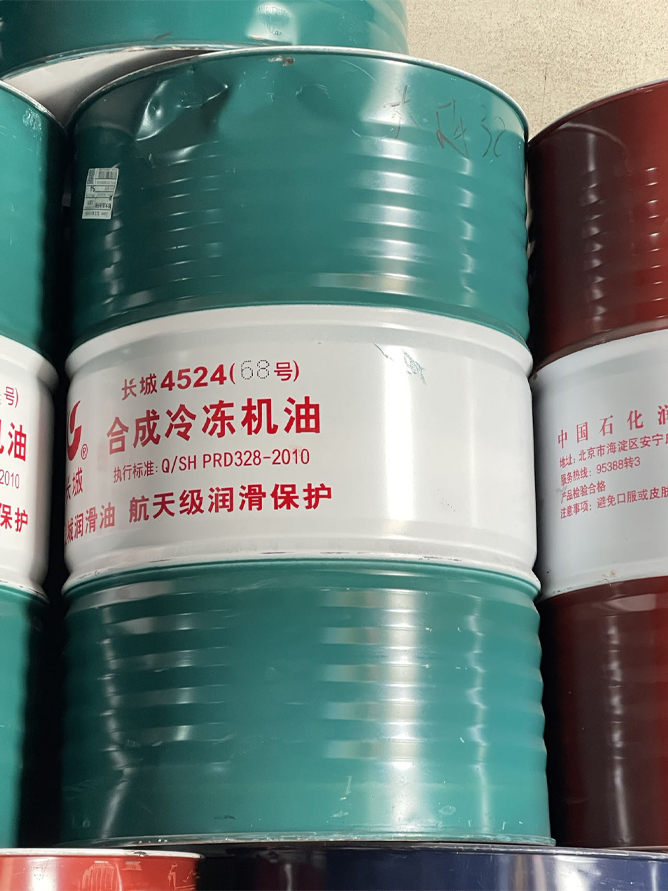 号)
机油
-2010
保护
长城4524(68号)
合成冷冻机油
®
长城
执行标准: Q/SH PRD328-2010
城润滑油 航天级润滑保护
中国石化润
地址: 北京市海淀区安宁
服务热线: 95388转3
产品检验合格
注意事项: 避免口服或皮肤